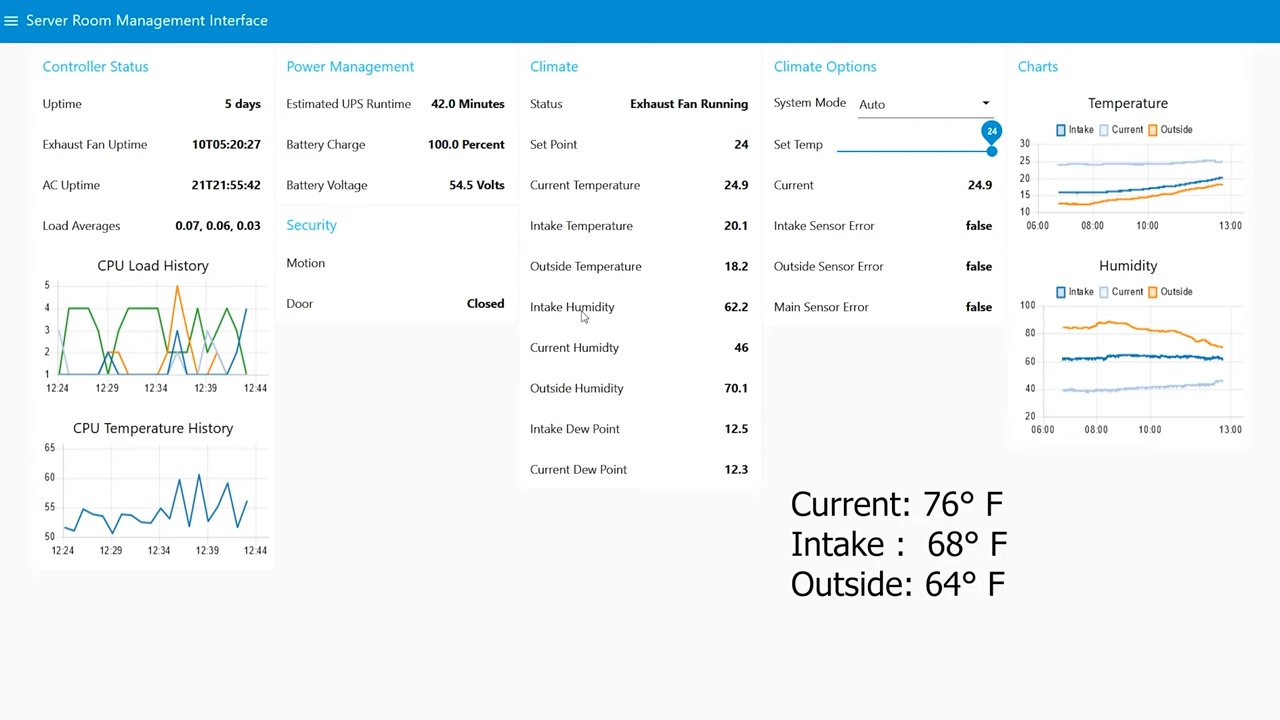 Server Room Management Interface
Controller Status
Uptime 5 days
Exhaust Fan Uptime 10T05:20:27
AC Uptime 21T21:55:42
Load Averages 0.07, 0.06, 0.03
CPU Load History
5
4
3
2
1
12:24 12:29 12:34 12:39 12:44
CPU Temperature History
65
60
55
50
12:24 12:29 12:34 12:39 12:44
Power Management
Estimated UPS Runtime 42.0 Minutes
Battery Charge 100.0 Percent
Battery Voltage 54.5 Volts
Security
Motion
Door Closed
Climate
Status Exhaust Fan Running
Set Point 24
Current Temperature 24.9
Intake Temperature 20.1
Outside Temperature 18.2
Intake Humidity 62.2
Current Humidty 46
Outside Humidity 70.1
Intake Dew Point 12.5
Current Dew Point 12.3
Climate Options
System Mode Auto
24
Set Temp
Current 24.9
Intake Sensor Error false
Outside Sensor Error false
Main Sensor Error false
Charts
Temperature
Intake Current Outside
30
25
20
15
10
06:00 08:00 10:00 13:00
Humidity
Intake Current Outside
100
80
60
40
20
06:00 08:00 10:00 13:00
Current: 76° F
Intake : 68° F
Outside: 64° F